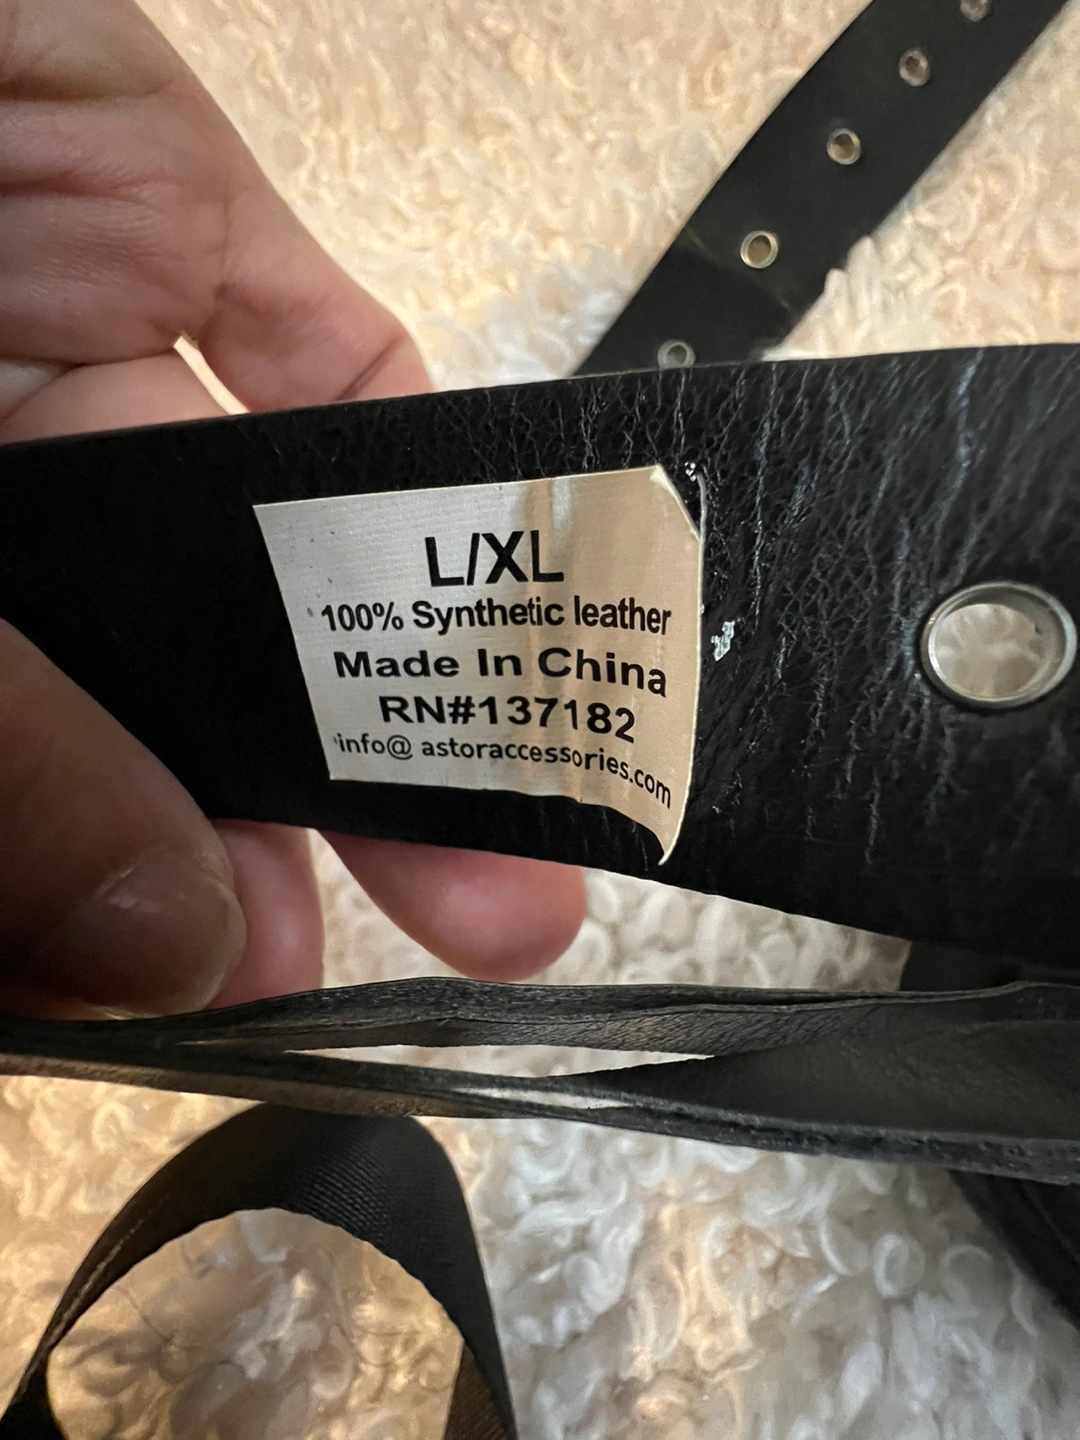 L/XL
100% Synthetic leather
Made In China
RN#137182
info@ astoraccessories.com